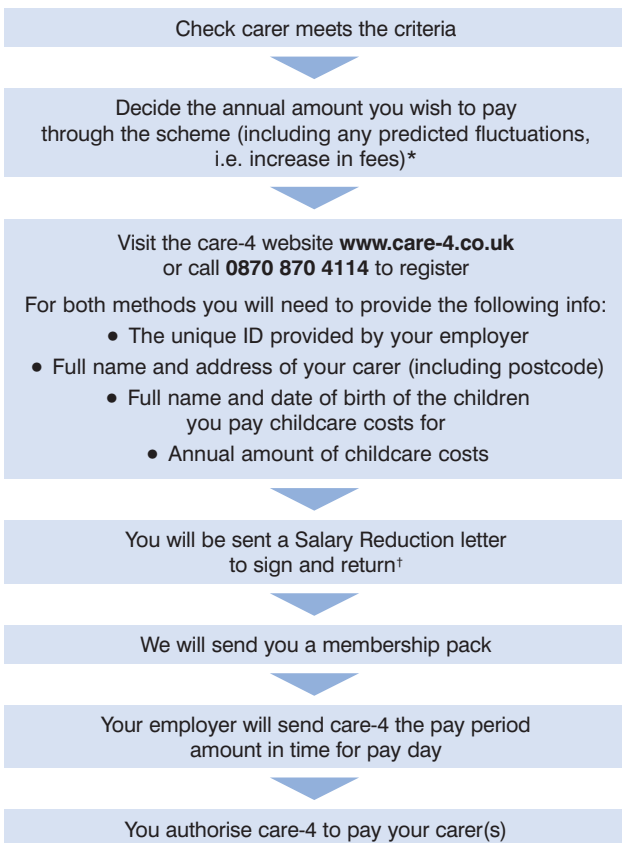 Check carer meets the criteria
Decide the annual amount you wish to pay
through the scheme (including any predicted fluctuations,
i.e. increase in fees)*
Visit the care-4 website www.care-4.co.uk
or call 0870 870 4114 to register
For both methods you will need to provide the following info:
• The unique ID provided by your employer
• Full name and address of your carer (including postcode)
• Full name and date of birth of the children
you pay childcare costs for
• Annual amount of childcare costs
You will be sent a Salary Reduction letter
to sign and return†
We will send you a membership pack
Your employer will send care-4 the pay period
amount in time for pay day
You authorise care-4 to pay your carer(s)